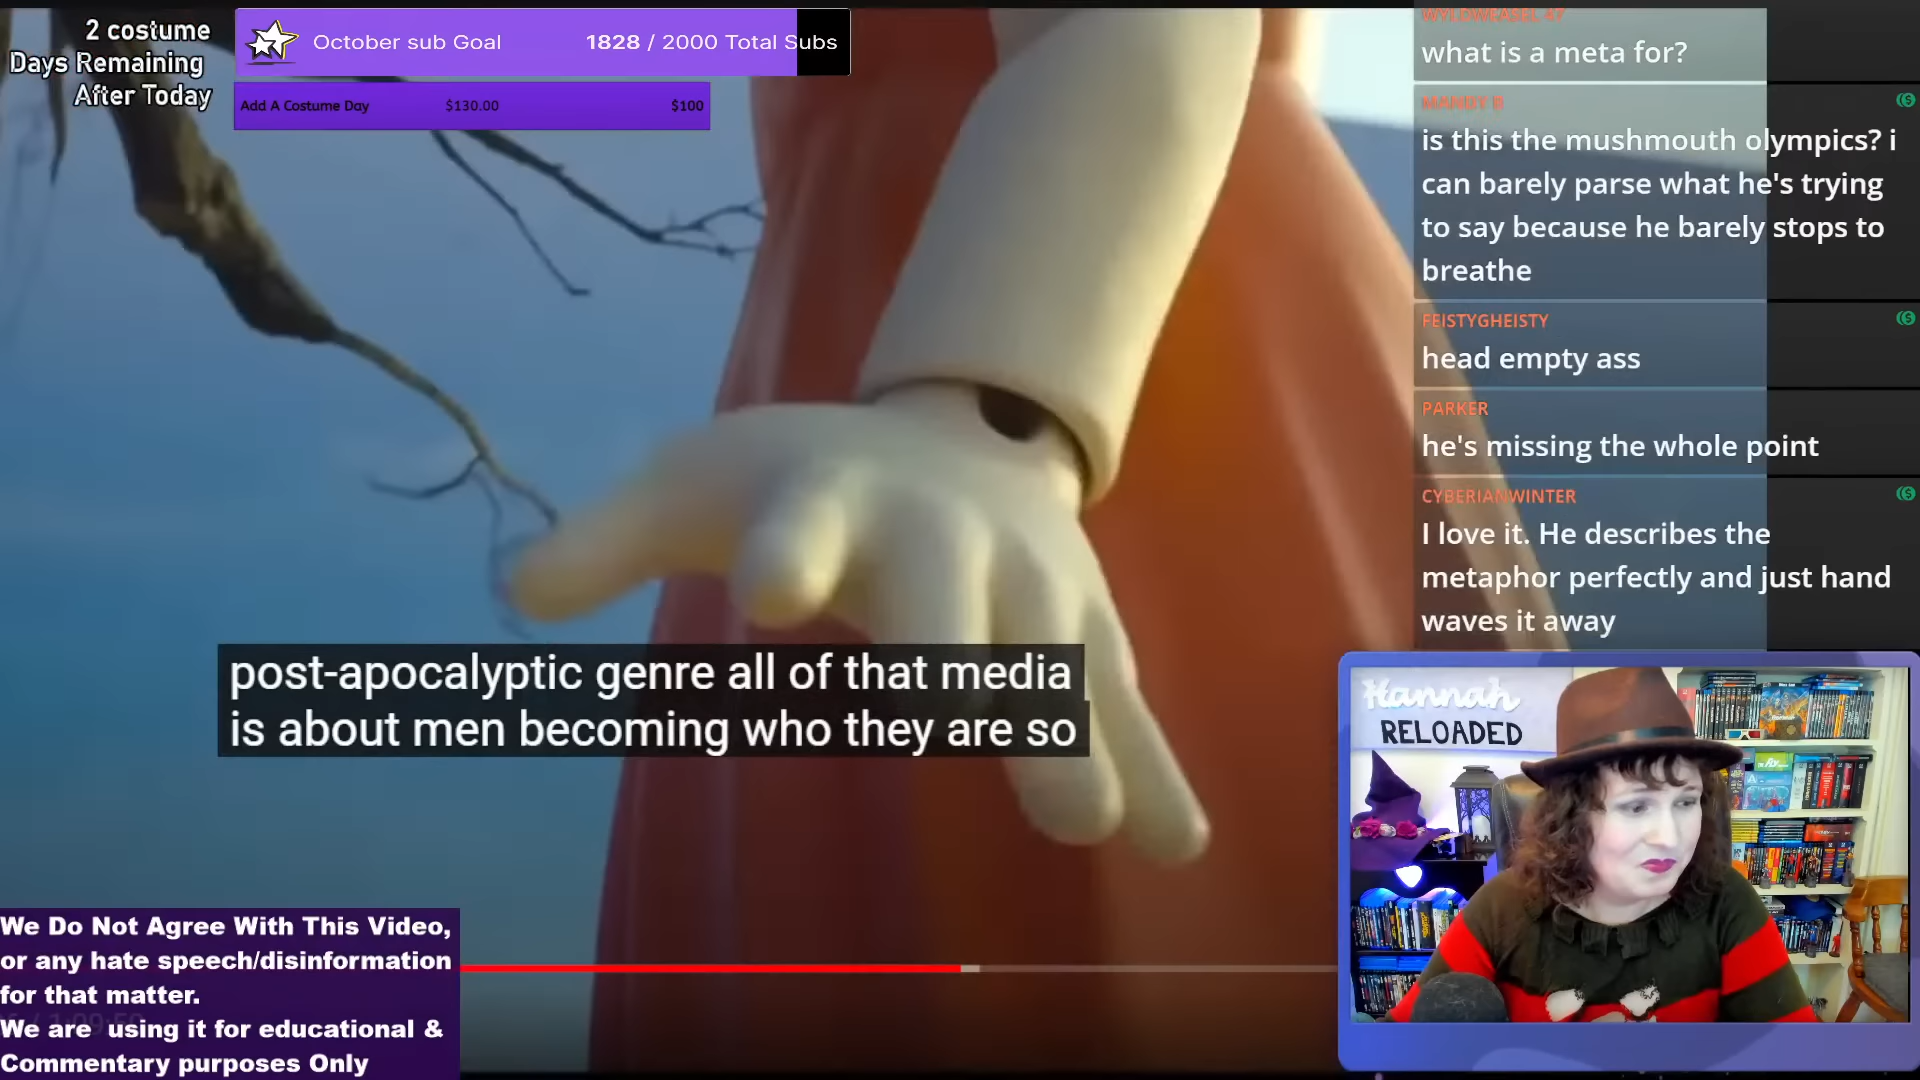 2 costume
Days Remaining
After Today
October sub Goal
1828 / 2000 Total Subs
Add A Costume Day
$130.00
$100
WYLDWEASEL 47
what is a meta for?
MANDY B
is this the mushmouth olympics? i
can barely parse what he's trying
to say because he barely stops to
breathe
FEISTYGHEISTY
head empty ass
PARKER
he's missing the whole point
CYBERIANWINTER
I love it. He describes the
metaphor perfectly and just hand
waves it away
post-apocalyptic genre all of that media
is about men becoming who they are so
Hannah
RELOADED
We Do Not Agree With This Video,
or any hate speech/disinformation
for that matter.
We are using it for educational &
Commentary purposes Only